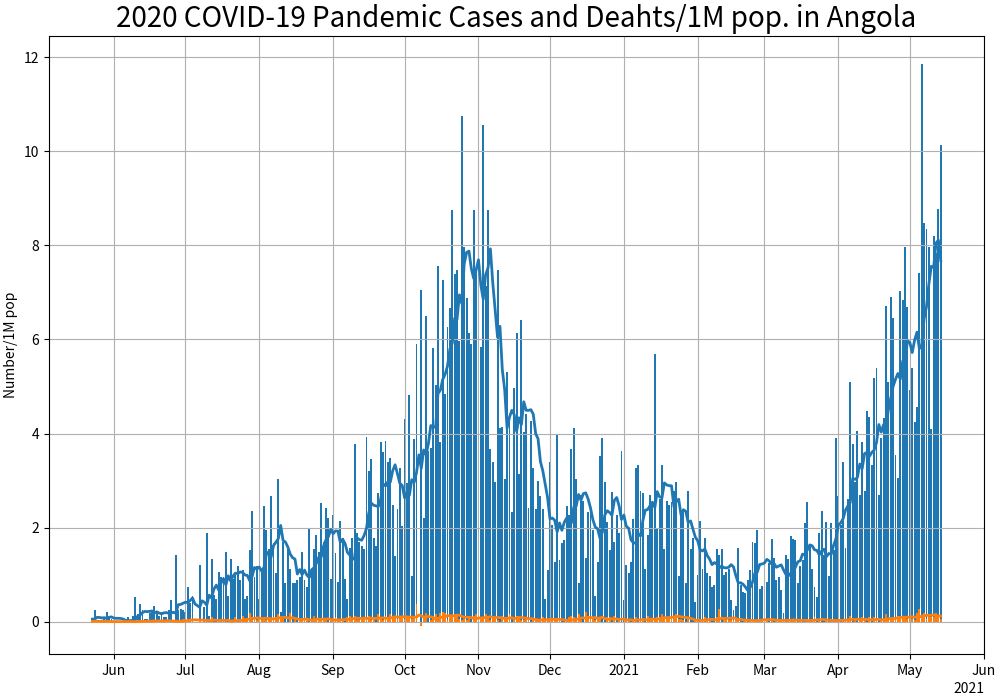 2020 COVID-19 Pandemic Cases and Deahts/1M pop. in Angola
Number/1M pop
12
10
8
6
4
2
0
Jun Jul Aug Sep Oct Nov Dec 2021 Feb Mar Apr May Jun
2021